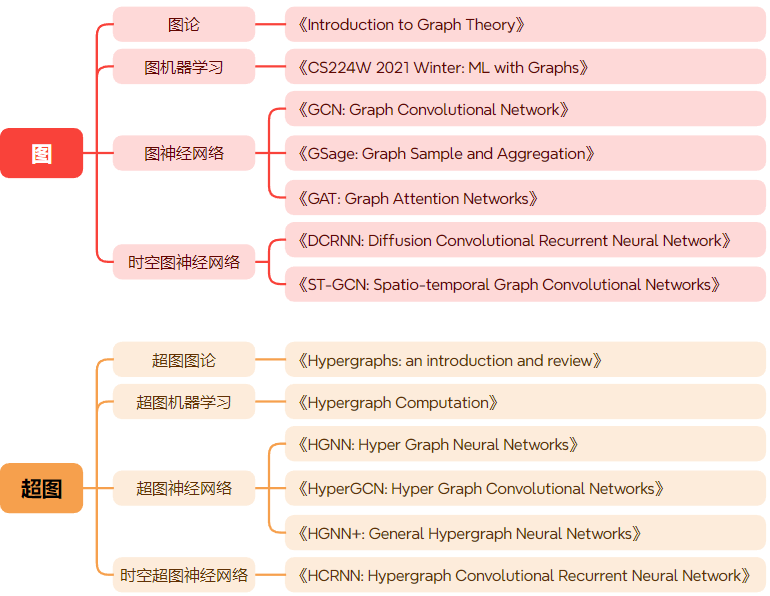 图
图论
《Introduction to Graph Theory》
图机器学习
《CS224W 2021 Winter: ML with Graphs》
图神经网络
《GCN: Graph Convolutional Network》
《GSage: Graph Sample and Aggregation》
《GAT: Graph Attention Networks》
时空图神经网络
《DCRNN: Diffusion Convolutional Recurrent Neural Network》
《ST-GCN: Spatio-temporal Graph Convolutional Networks》
超图
超图图论
《Hypergraphs: an introduction and review》
超图机器学习
《Hypergraph Computation》
超图神经网络
《HGNN: Hyper Graph Neural Networks》
《HyperGCN: Hyper Graph Convolutional Networks》
《HGNN+: General Hypergraph Neural Networks》
时空超图神经网络
《HCRNN: Hypergraph Convolutional Recurrent Neural Network》